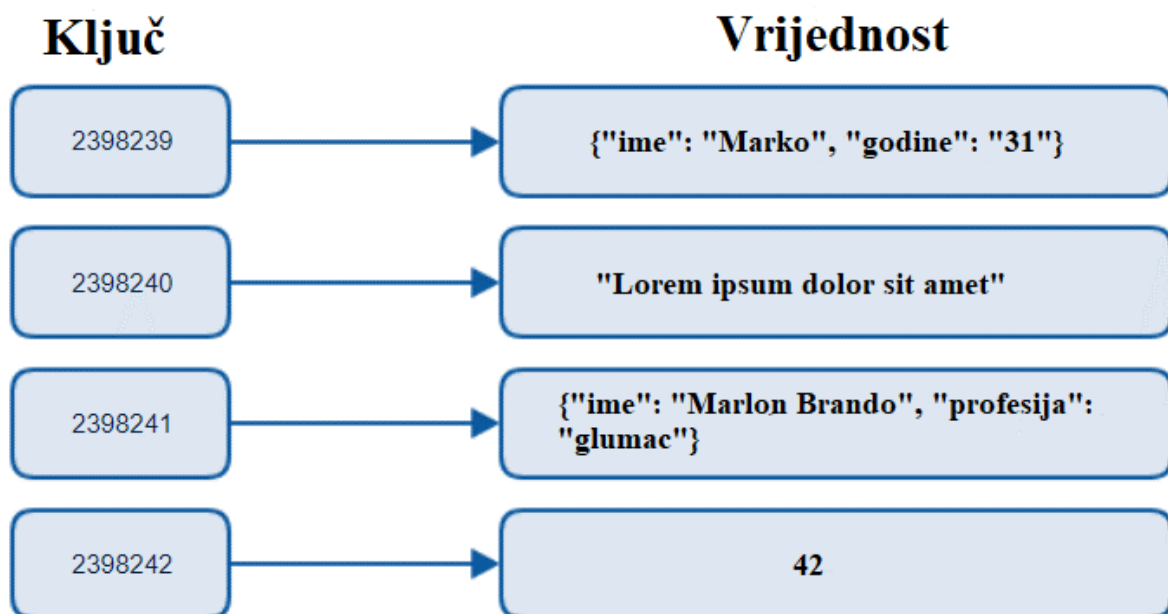 Ključ
Vrijednost
2398239
{"ime": "Marko", "godine": "31"}
2398240
"Lorem ipsum dolor sit amet"
2398241
{"ime": "Marlon Brando", "profesija":
"glumac"}
2398242
42